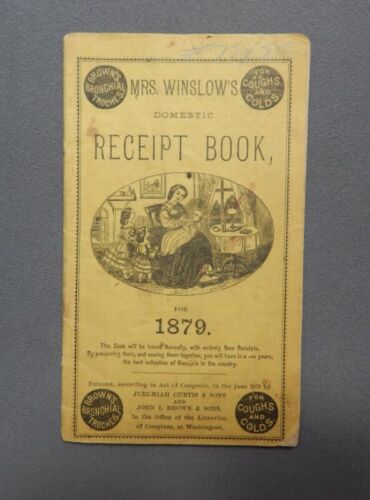 BROWN'S BRONCHIAL TROCHES.
FOR COUGHS AND COLDS.
MRS. WINSLOW'S
DOMESTIC
RECEIPT BOOK,
FOR
1879.
This Book will be issued Annually, with entirely New Receipts.
By preserving them, and sewing them together, you will have in a few years,
the best collection of Receipts in the country.
Entered, according to Act of Congress, in the year 1878 by
JEREMIAH CURTIS & SONS
AND
JOHN I. BROWN & SONS,
In the Office of the Librarian
of Congress, at Washington.
BROWN'S BRONCHIAL TROCHES.
FOR COUGHS AND COLDS.